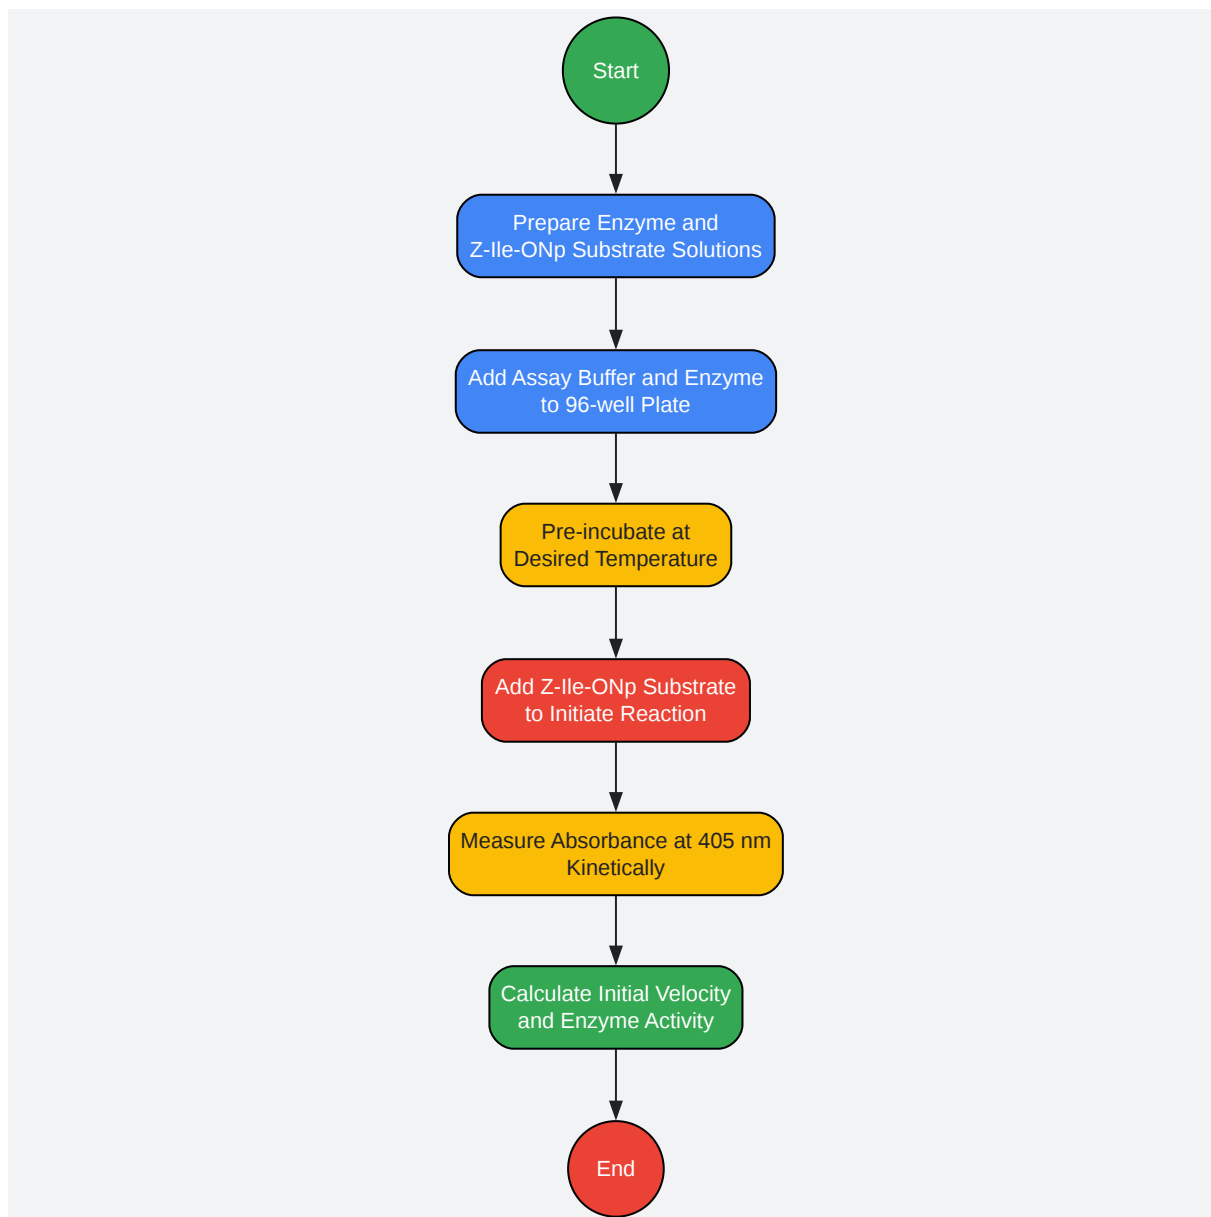 Start
Prepare Enzyme and
Z-Ile-ONp Substrate Solutions
Add Assay Buffer and Enzyme
to 96-well Plate
Pre-incubate at
Desired Temperature
Add Z-Ile-ONp Substrate
to Initiate Reaction
Measure Absorbance at 405 nm
Kinetically
Calculate Initial Velocity
and Enzyme Activity
End